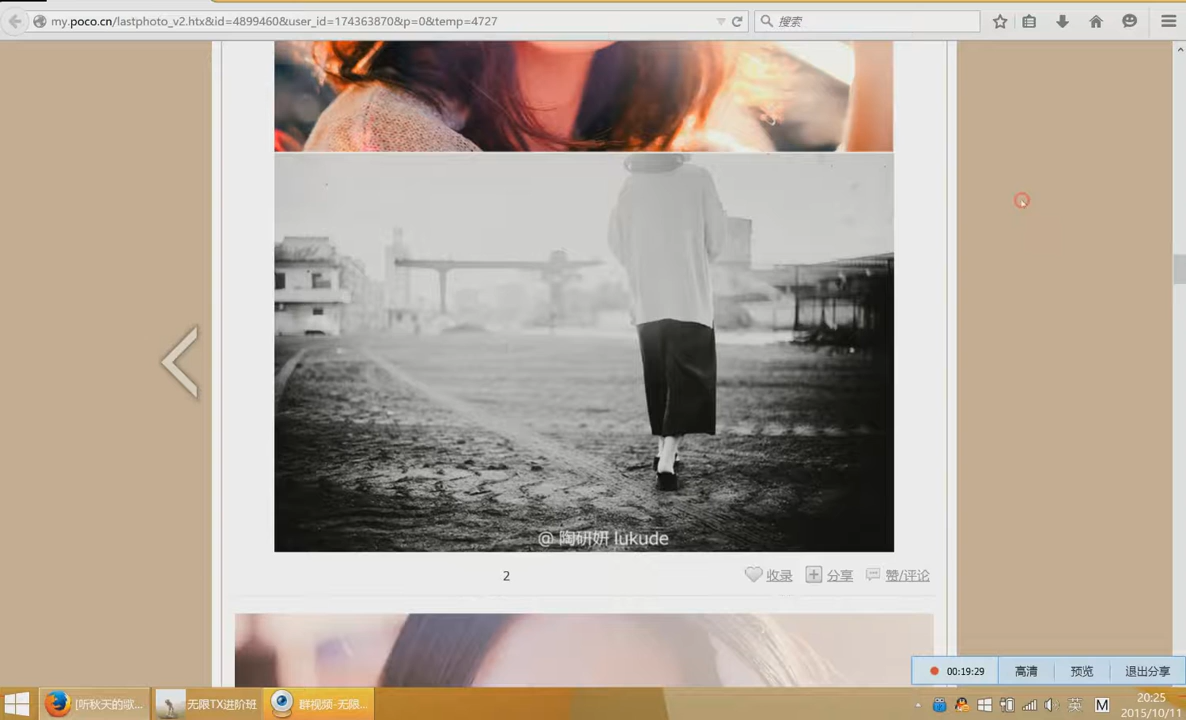 my.poco.cn/lastphoto_v2.htx&id=4899460&user_id=174363870&p=0&temp=4727
搜索
@ 陶研妍 lukude
2
收录
分享
赞/评论
00:19:29
高清
预览
退出分享
[听秋天的歌...
无限TX进阶班
群视频-无限...
英
M
20:25
2015/10/11